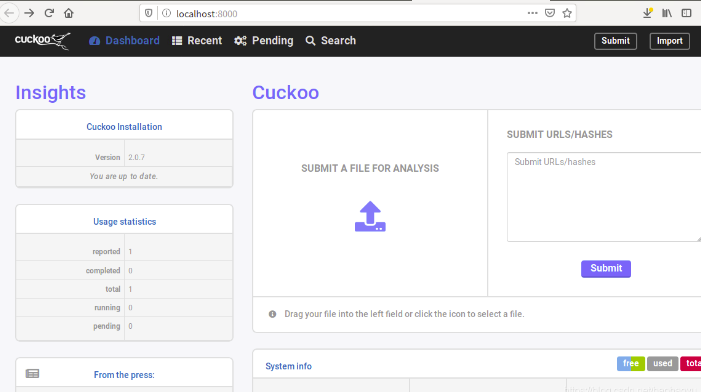 localhost:8000
cuckoo Dashboard Recent Pending Search Submit Import
Insights
Cuckoo Installation
Version 2.0.7
You are up to date.
Usage statistics
reported 1
completed 0
total 1
running 0
pending 0
From the press:
Cuckoo
SUBMIT A FILE FOR ANALYSIS
SUBMIT URLS/HASHES
Submit URLs/hashes
Submit
Drag your file into the left field or click the icon to select a file.
System info
free used tota